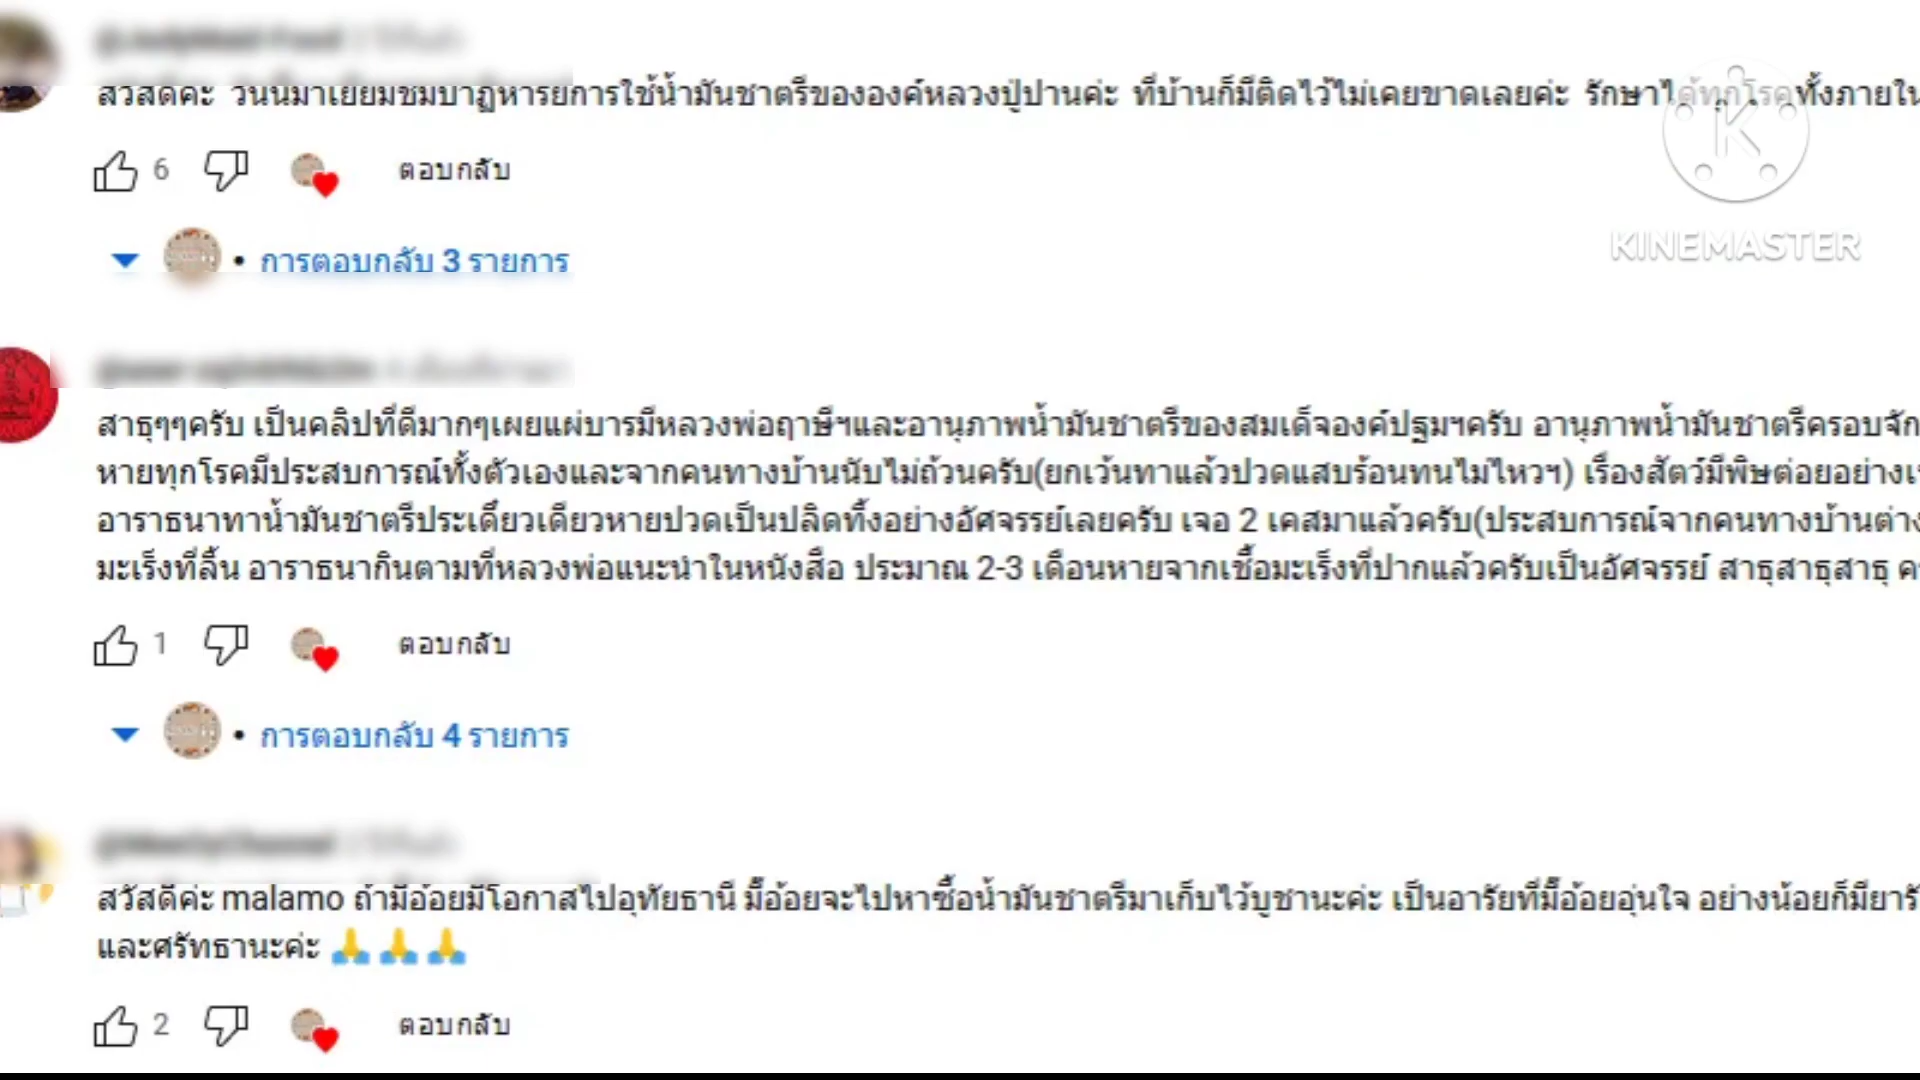 สวัสดีค่ะ วันนี้มาเยี่ยมชมปาฏิหารย์การใช้น้ำมันชาตรีขององค์หลวงปู่ปานค่ะ ที่บ้านก็มีติดไว้ไม่เคยขาดเลยค่ะ รักษาได้ทุกโรคทั้งภายใน
KINEMASTER
6 ตอบกลับ
• การตอบกลับ 3 รายการ
สาธุๆๆครับ เป็นคลิปที่ดีมากๆเผยแผ่บารมีหลวงพ่อฤาษีฯและอานุภาพน้ำมันชาตรีของสมเด็จองค์ปฐมฯครับ อานุภาพน้ำมันชาตรีครอบจัก
หายทุกโรคมีประสบการณ์ทั้งตัวเองและจากคนทางบ้านนับไม่ถ้วนครับ(ยกเว้นทาแล้วปวดแสบร้อนทนไม่ไหวฯ) เรื่องสัตว์มีพิษต่อยอย่าง
อาราธนาทาน้ำมันชาตรีประเดี๋ยวเดียวหายปวดเป็นปลิดทิ้งอย่างอัศจรรย์เลยครับ เจอ 2 เคสมาแล้วครับ(ประสบการณ์จากคนทางบ้านต่าง
มะเร็งที่ลิ้น อาราธนากินตามที่หลวงพ่อแนะนำในหนังสือ ประมาณ 2-3 เดือนหายจากเชื้อมะเร็งที่ปากแล้วครับเป็นอัศจรรย์ สาธุสาธุสาธุ
1 ตอบกลับ
• การตอบกลับ 4 รายการ
สวัสดีค่ะ malamo ถ้ามี๊อ้อยมีโอกาสไปอุทัยธานี มี๊อ้อยจะไปหาซื้อน้ำมันชาตรีมาเก็บไว้บูชานะค่ะ เป็นอารัยที่มี๊อ้อยอุ่นใจ อย่างน้อยก็มียา
และศรัทธานะค่ะ 🙏🙏🙏
2 ตอบกลับ